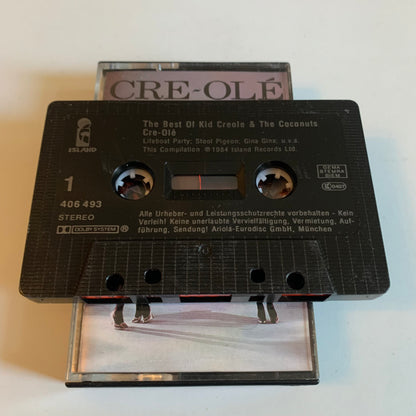 CRE-OLÉ
The Best Of Kid Creole & The Coconuts
Cre-Olé
Lifeboat Party; Stool Pigeon; Gina Gina; u.v.a.
This Compilation ℗ 1984 Island Records Ltd.
ISLAND
GEMA
STEMRA
BIEM
LC 0407
1
406 493
STEREO
DOLBY SYSTEM
Alle Urheber- und Leistungsschutzrechte vorbehalten - Kein
Verleih! Keine unerlaubte Vervielfältigung, Vermietung, Auf-
führung, Sendung! Ariola-Eurodisc GmbH, München